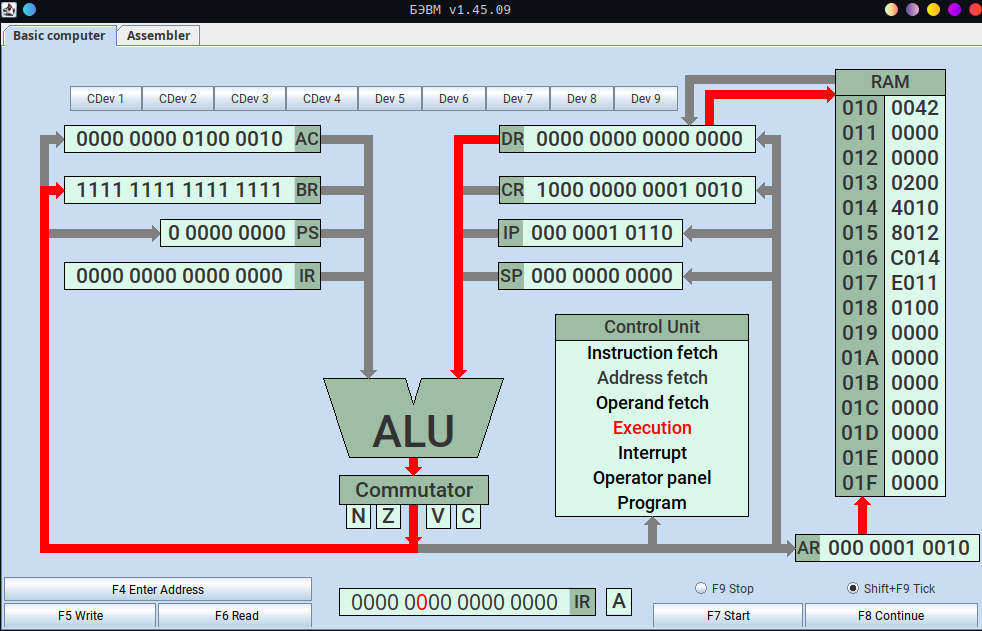 БЭВМ v1.45.09
Basic computer
Assembler
CDev 1
CDev 2
CDev 3
CDev 4
Dev 5
Dev 6
Dev 7
Dev 8
Dev 9
0000 0000 0100 0010 AC
1111 1111 1111 1111 BR
0 0000 0000 PS
0000 0000 0000 0000 IR
DR 0000 0000 0000 0000
CR 1000 0000 0001 0010
IP 000 0001 0110
SP 000 0000 0000
RAM
010 0042
011 0000
012 0000
013 0200
014 4010
015 8012
016 C014
017 E011
018 0100
019 0000
01A 0000
01B 0000
01C 0000
01D 0000
01E 0000
01F 0000
Control Unit
Instruction fetch
Address fetch
Operand fetch
Execution
Interrupt
Operator panel
Program
ALU
Commutator
N Z V C
AR 000 0001 0010
F4 Enter Address
F5 Write
F6 Read
0000 0000 0000 0000 IR
A
F9 Stop
Shift+F9 Tick
F7 Start
F8 Continue